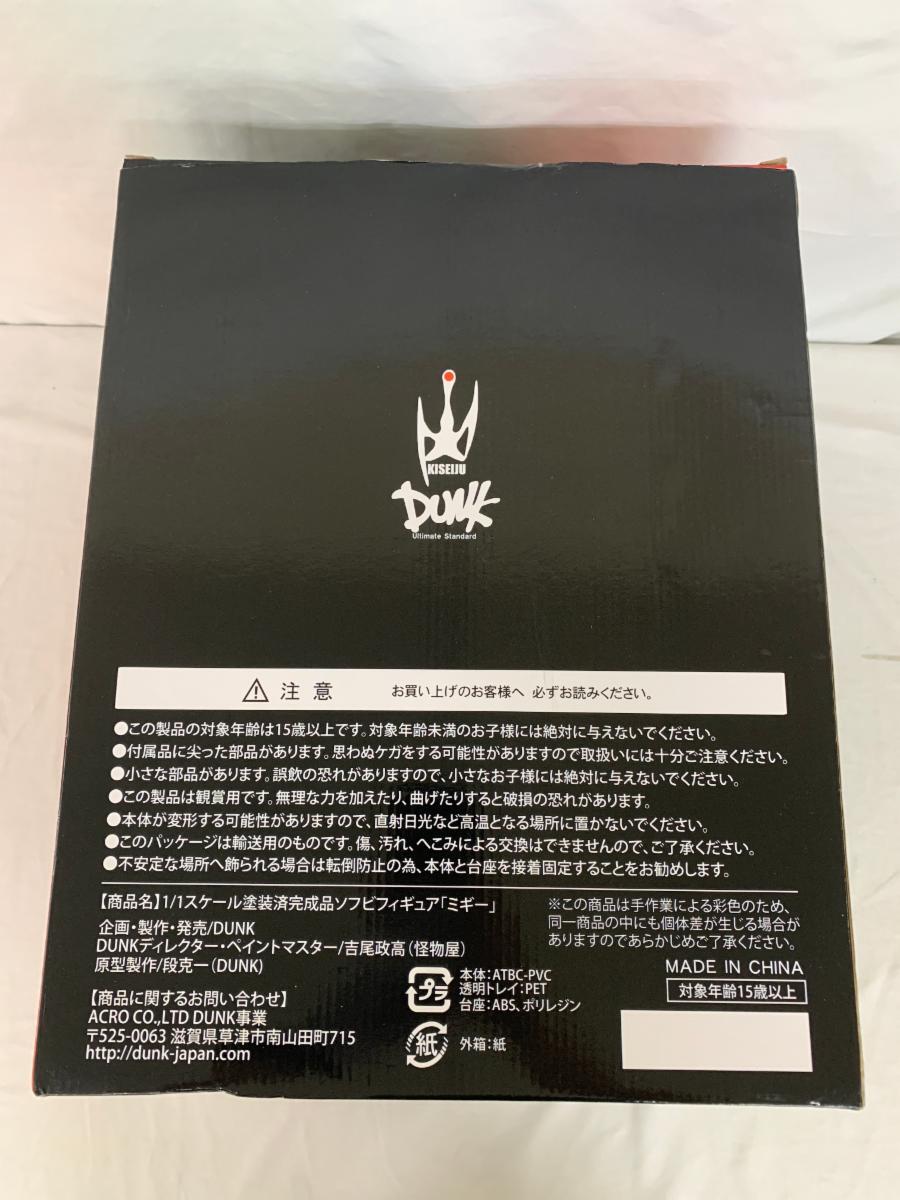 KISEIJU
DUNK
Ultimate Standard
⚠ 注意 お買い上げのお客様へ 必ずお読みください。
●この製品の対象年齢は15歳以上です。対象年齢未満のお子様には絶対に与えないでください。
●付属品に尖った部品があります。思わぬケガをする可能性がありますので取扱いには十分ご注意ください。
●小さな部品があります。誤飲の恐れがありますので、小さなお子様には絶対に与えないでください。
●この製品は観賞用です。無理な力を加えたり、曲げたりすると破損の恐れがあります。
●本体が変形する可能性がありますので、直射日光など高温となる場所に置かないでください。
●このパッケージは輸送用のものです。傷、汚れ、へこみによる交換はできませんので、ご了承ください。
●不安定な場所へ飾られる場合は転倒防止の為、本体と台座を接着固定することをお勧めします。
【商品名】1/1スケール塗装済完成品ソフビフィギュア「ミギー」
企画・製作・発売/DUNK
DUNKディレクター・ペイントマスター/吉尾政高(怪物屋)
原型製作/段克一(DUNK)
【商品に関するお問い合わせ】
ACRO CO.,LTD DUNK事業
〒525-0063 滋賀県草津市南山田町715
http://dunk-japan.com
プラ
本体:ATBC-PVC
透明トレイ:PET
台座:ABS、ポリレジン
紙
外箱:紙
※この商品は手作業による彩色のため、
同一商品の中にも個体差が生じる場合が
ありますのであらかじめご了承ください。
MADE IN CHINA
対象年齢15歳以上